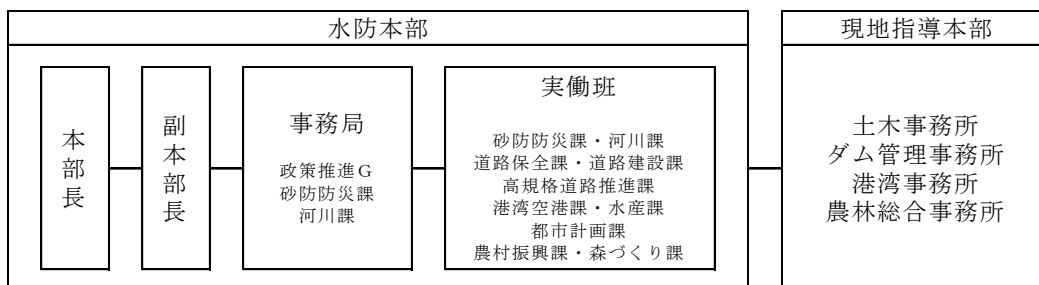 水防本部
本部長
副本部長
事務局
政策推進G
砂防防災課
河川課
実働班
砂防防災課・河川課
道路保全課・道路建設課
高規格道路推進課
港湾空港課・水産課
都市計画課
農村振興課・森づくり課
現地指導本部
土木事務所
ダム管理事務所
港湾事務所
農林総合事務所